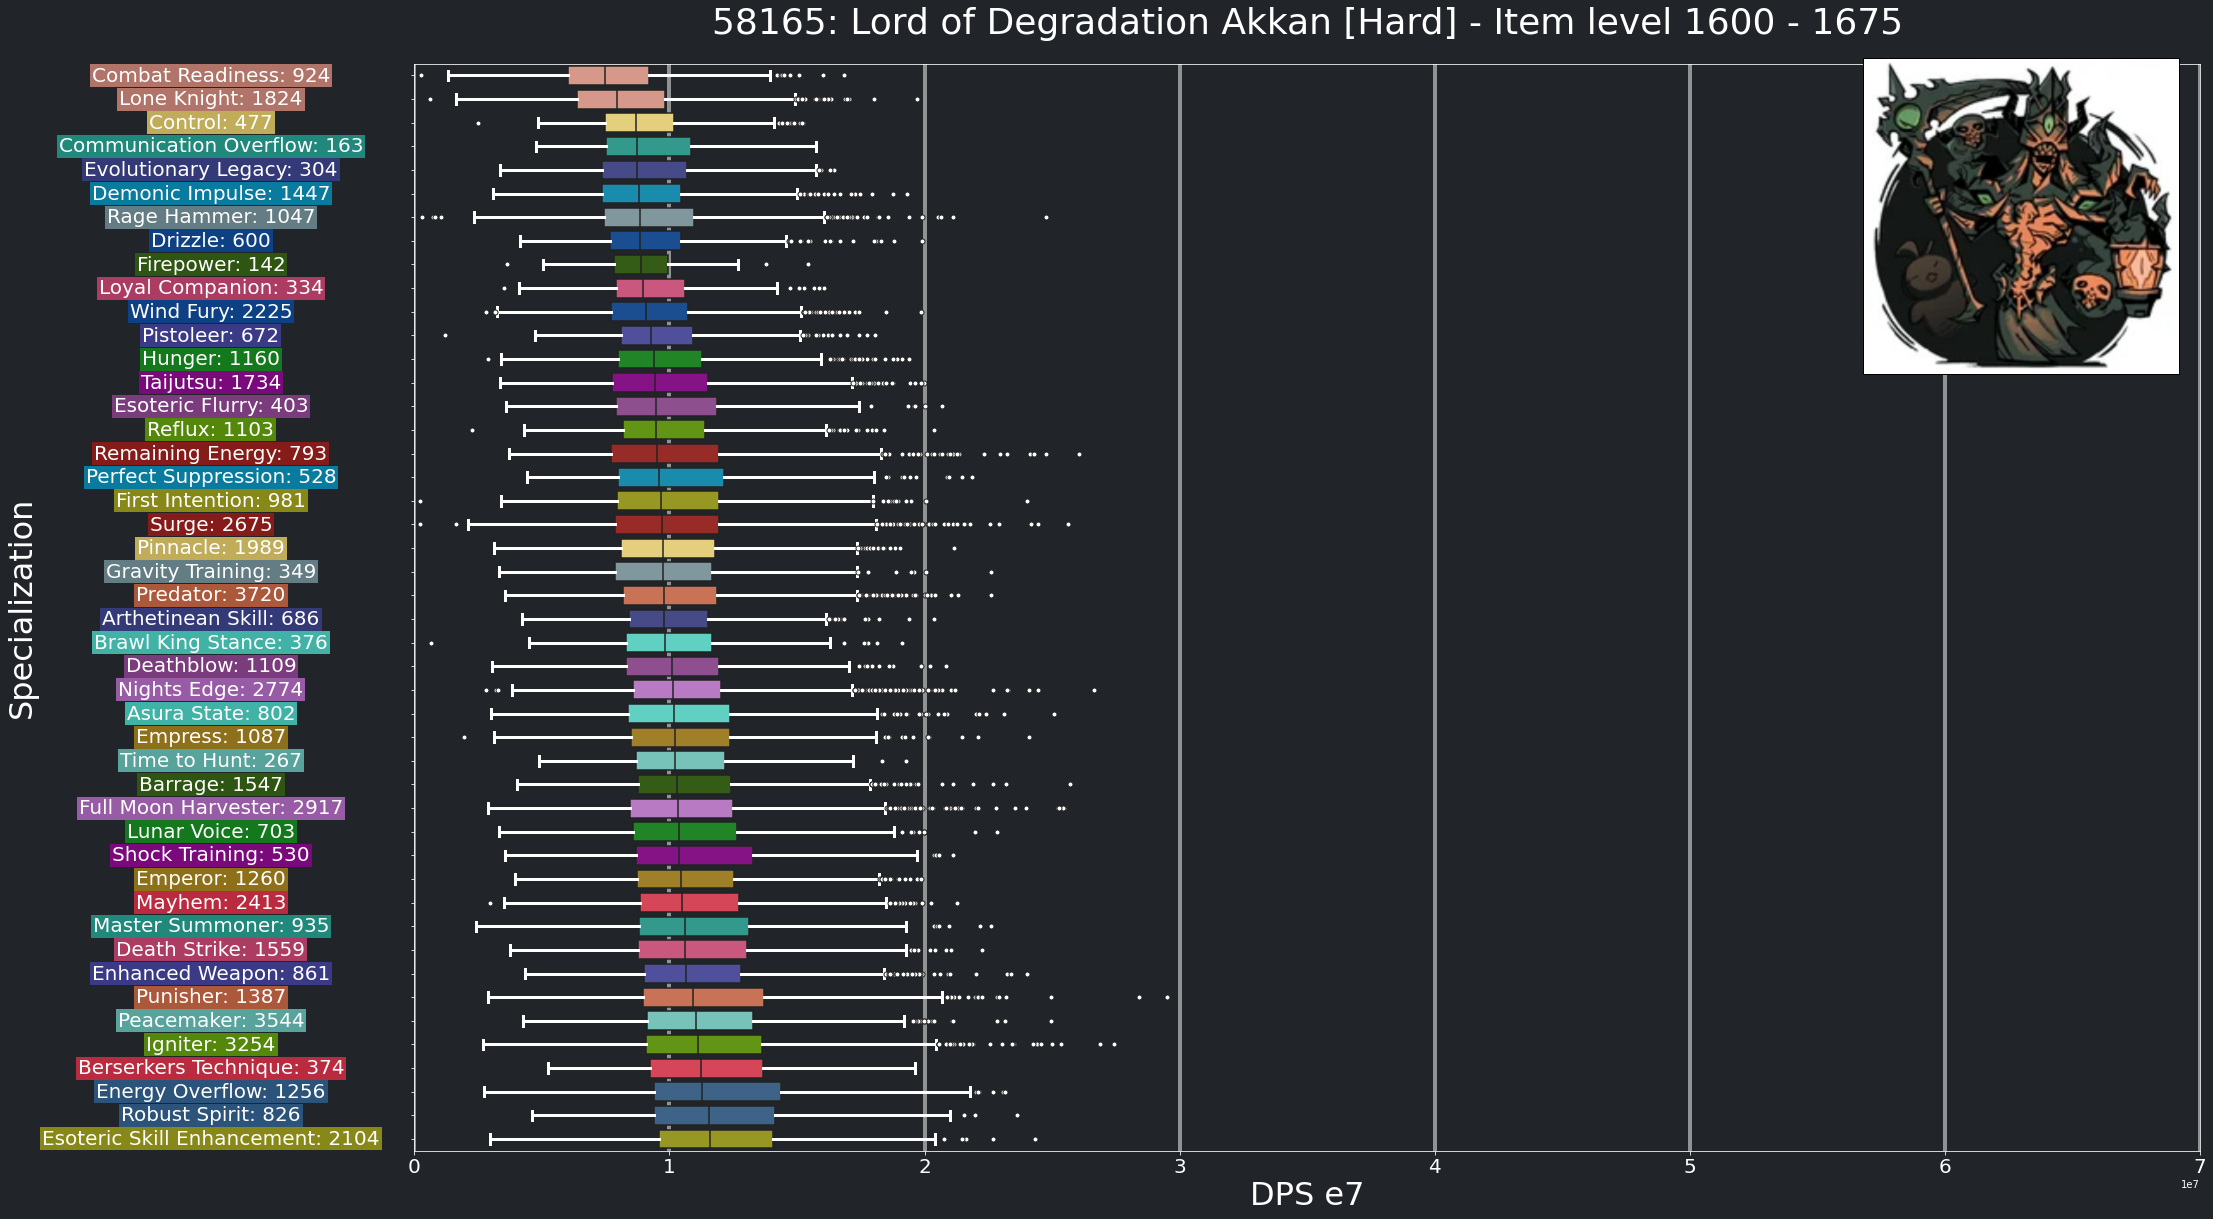 58165: Lord of Degradation Akkan [Hard] - Item level 1600 - 1675
Combat Readiness: 924
Lone Knight: 1824
Control: 477
Communication Overflow: 163
Evolutionary Legacy: 304
Demonic Impulse: 1447
Rage Hammer: 1047
Drizzle: 600
Firepower: 142
Loyal Companion: 334
Wind Fury: 2225
Pistoleer: 672
Hunger: 1160
Taijutsu: 1734
Esoteric Flurry: 403
Reflux: 1103
Remaining Energy: 793
Perfect Suppression: 528
First Intention: 981
Surge: 2675
Pinnacle: 1989
Gravity Training: 349
Predator: 3720
Arthetinean Skill: 686
Brawl King Stance: 376
Deathblow: 1109
Nights Edge: 2774
Asura State: 802
Empress: 1087
Time to Hunt: 267
Barrage: 1547
Full Moon Harvester: 2917
Lunar Voice: 703
Shock Training: 530
Emperor: 1260
Mayhem: 2413
Master Summoner: 935
Death Strike: 1559
Enhanced Weapon: 861
Punisher: 1387
Peacemaker: 3544
Igniter: 3254
Berserkers Technique: 374
Energy Overflow: 1256
Robust Spirit: 826
Esoteric Skill Enhancement: 2104
Specialization
0 1 2 3 4 5 6 7
1e7
DPS e7